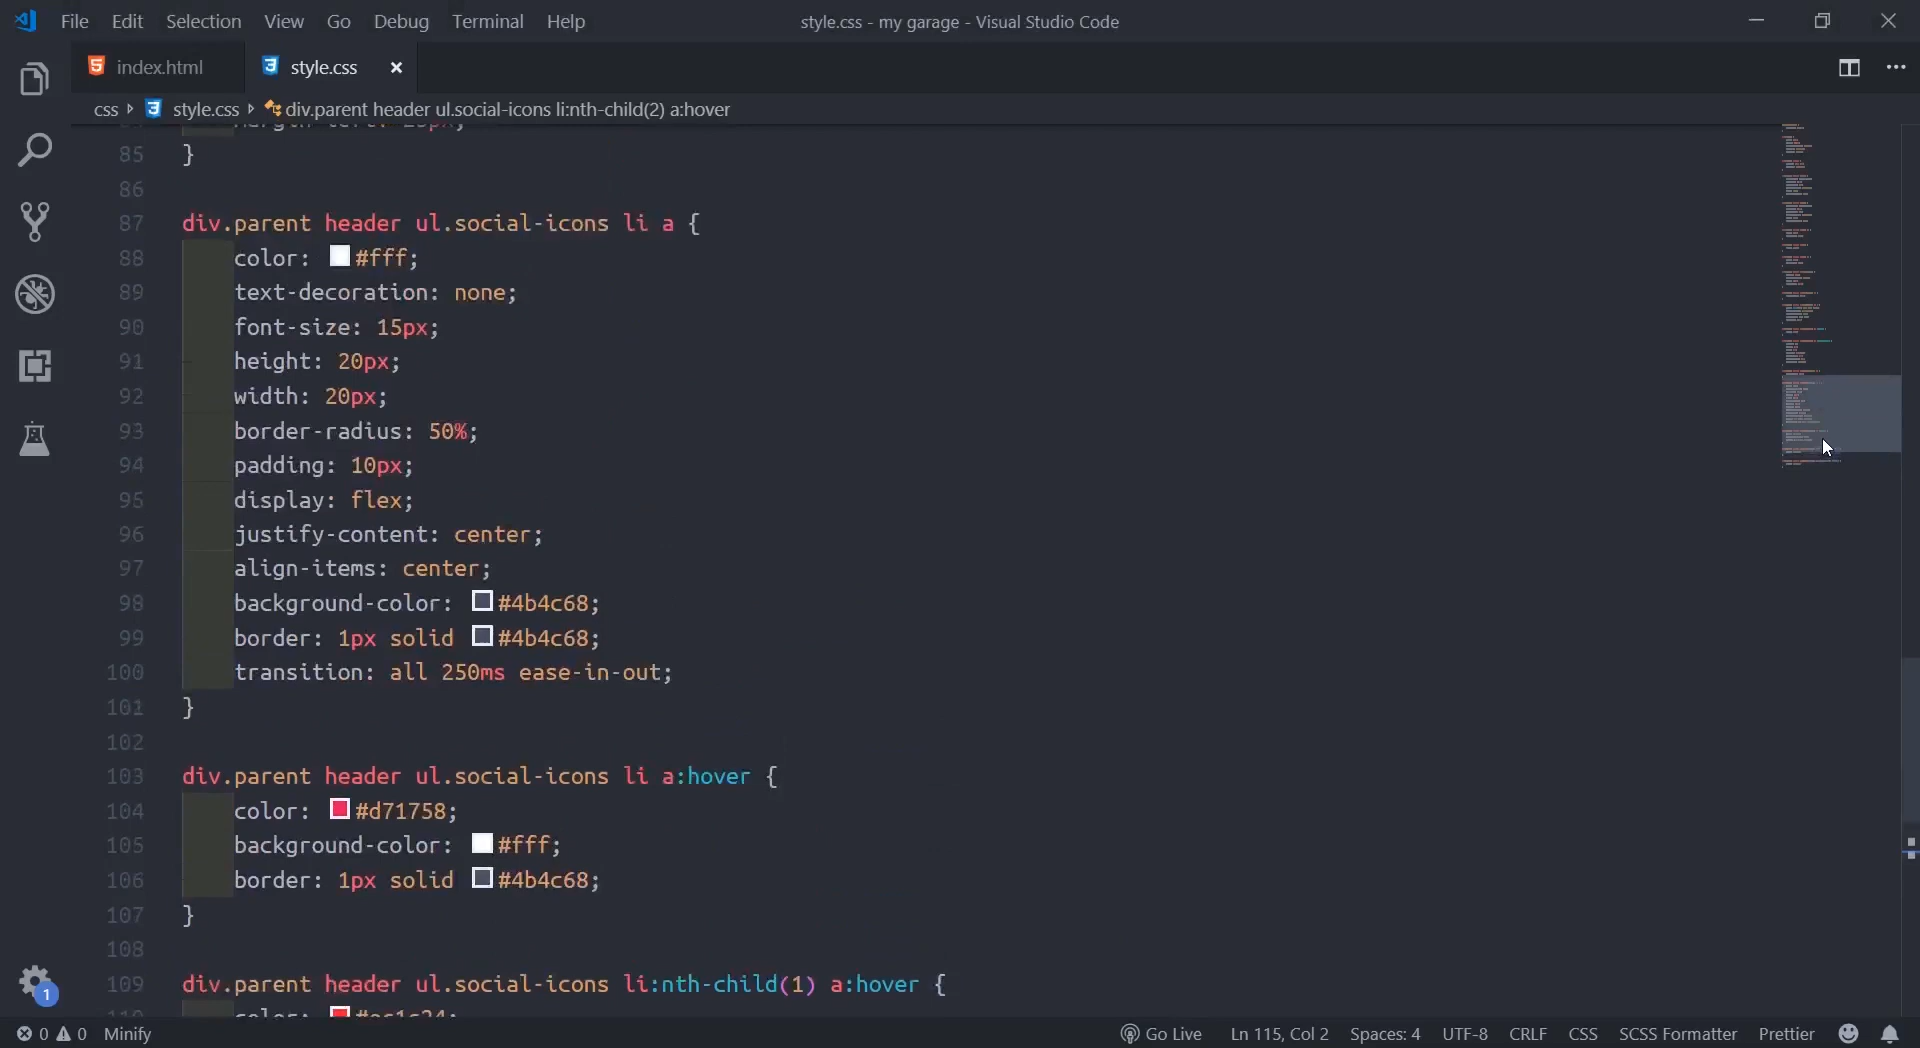 File Edit Selection View Go Debug Terminal Help style.css - my garage - Visual Studio Code
index.html style.css ×
css style.css div.parent header ul.social-icons li:nth-child(2) a:hover
85 }
86
87 div.parent header ul.social-icons li a {
88 color: #fff;
89 text-decoration: none;
90 font-size: 15px;
91 height: 20px;
92 width: 20px;
93 border-radius: 50%;
94 padding: 10px;
95 display: flex;
96 justify-content: center;
97 align-items: center;
98 background-color: #4b4c68;
99 border: 1px solid #4b4c68;
100 transition: all 250ms ease-in-out;
101 }
102
103 div.parent header ul.social-icons li a:hover {
104 color: #d71758;
105 background-color: #fff;
106 border: 1px solid #4b4c68;
107 }
108
109 div.parent header ul.social-icons li:nth-child(1) a:hover {
1
0 0 Minify Go Live Ln 115, Col 2 Spaces: 4 UTF-8 CRLF CSS SCSS Formatter Prettier